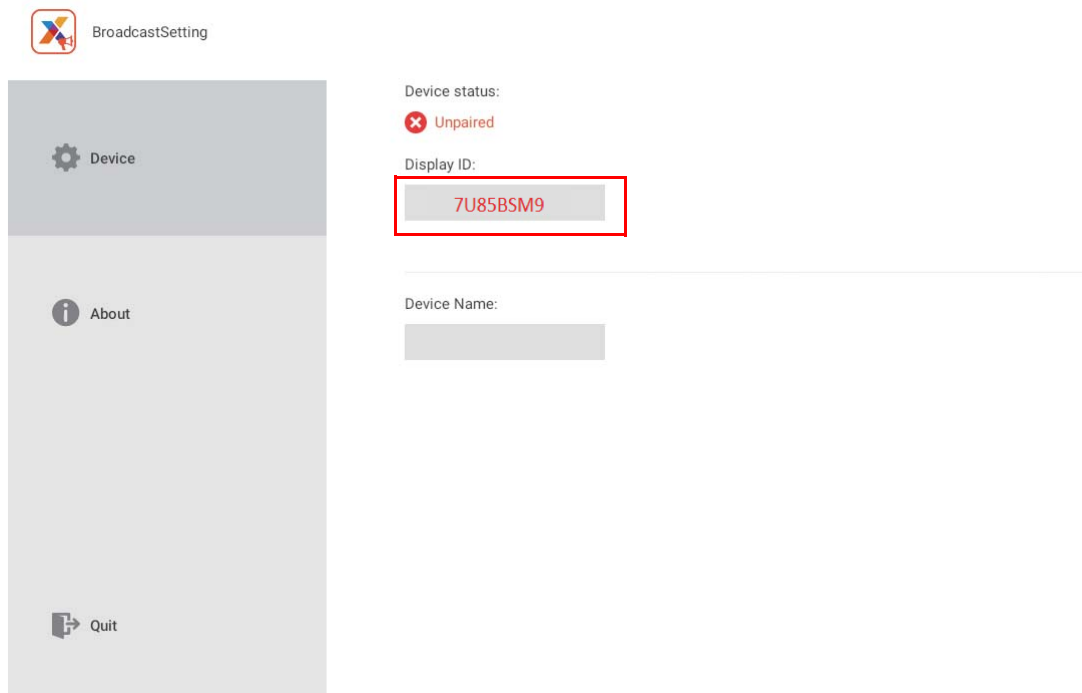 BroadcastSetting
Device
About
Quit
Device status:
Unpaired
Display ID:
7U85BSM9
Device Name: